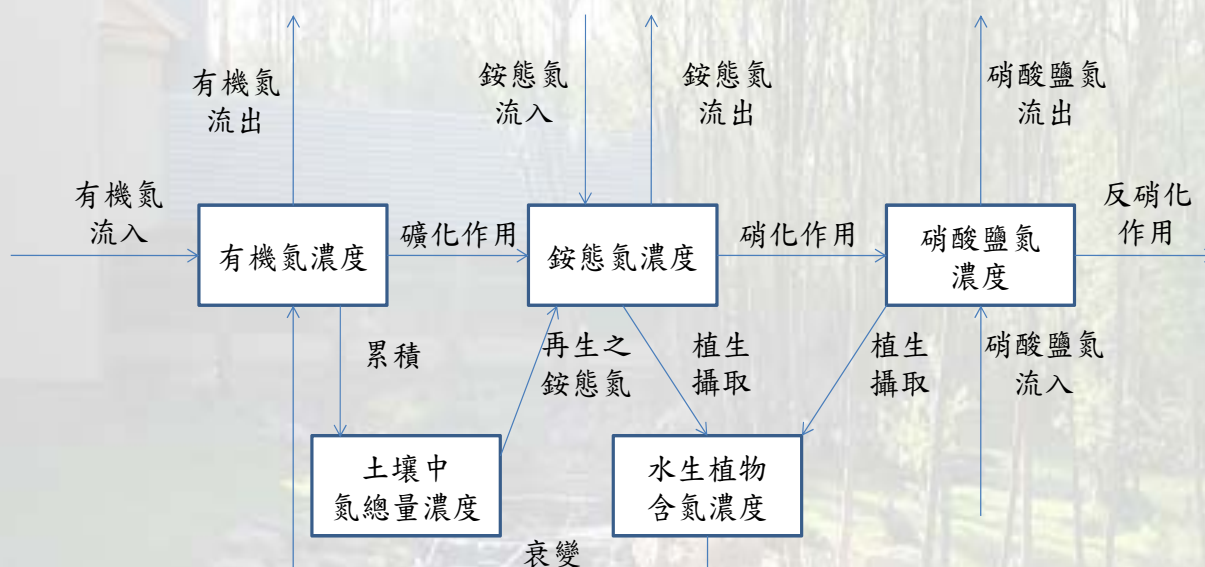 有機氮
流出
銨態氮
流入
銨態氮
流出
硝酸鹽氮
流出
有機氮
流入
有機氮濃度
礦化作用
銨態氮濃度
硝化作用
硝酸鹽氮
濃度
反硝化
作用
累積
再生之
銨態氮
植生
攝取
植生
攝取
硝酸鹽氮
流入
土壤中
氮總量濃度
水生植物
含氮濃度
衰變